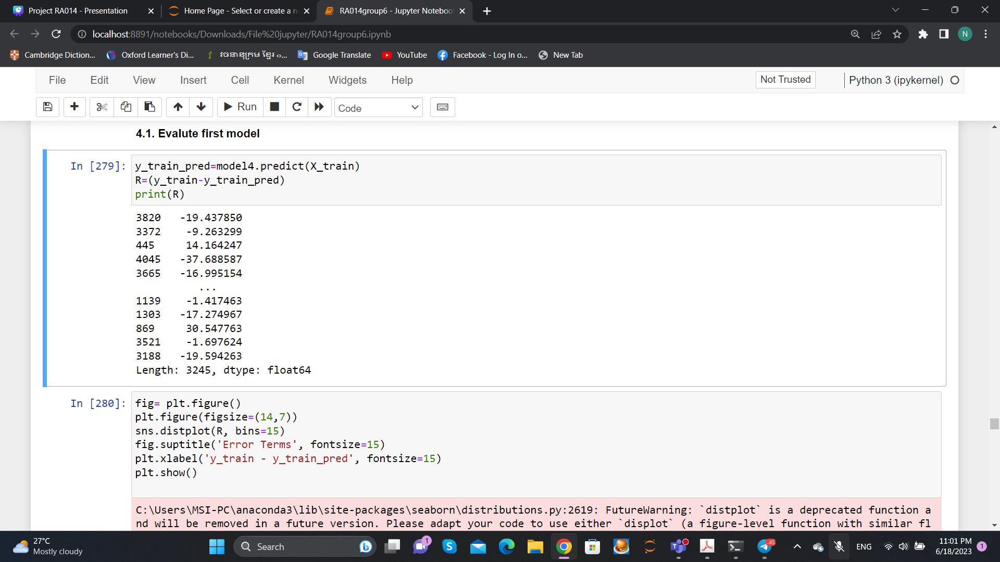 Project RA014 - Presentation
Home Page - Select or create a n
RA014group6 - Jupyter Notebook
localhost:8891/notebooks/Downloads/File%20jupyter/RA014group6.ipynb
N
Cambridge Diction...
Oxford Learner's Di...
វចនានុក្រម ខ្មែរ ‹›...
Google Translate
YouTube
Facebook - Log In o...
New Tab
File Edit View Insert Cell Kernel Widgets Help
Not Trusted
Python 3 (ipykernel)
Run
Code
4.1. Evalute first model
In [279]:
y_train_pred=model4.predict(X_train)
R=(y_train-y_train_pred)
print(R)
3820 -19.437850
3372 -9.263299
445 14.164247
4045 -37.688587
3665 -16.995154
...
1139 -1.417463
1303 -17.274967
869 30.547763
3521 -1.697624
3188 -19.594263
Length: 3245, dtype: float64
In [280]:
fig= plt.figure()
plt.figure(figsize=(14,7))
sns.distplot(R, bins=15)
fig.suptitle('Error Terms', fontsize=15)
plt.xlabel('y_train - y_train_pred', fontsize=15)
plt.show()
C:\Users\MSI-PC\anaconda3\lib\site-packages\seaborn\distributions.py:2619: FutureWarning: `distplot` is a deprecated function a
nd will be removed in a future version. Please adapt your code to use either `displot` (a figure-level function with similar fl
27°C
Mostly cloudy
Search
1
45
ENG
11:01 PM
6/18/2023
1